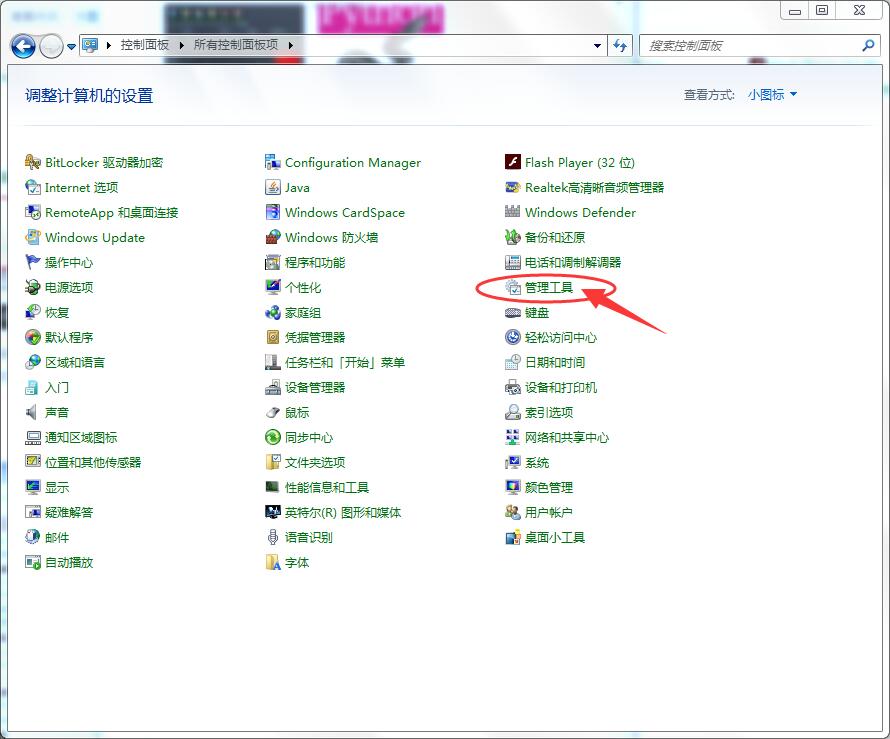 控制面板 所有控制面板项 搜索控制面板
调整计算机的设置 查看方式: 小图标
BitLocker 驱动器加密 Configuration Manager Flash Player (32 位)
Internet 选项 Java Realtek高清晰音频管理器
RemoteApp 和桌面连接 Windows CardSpace Windows Defender
Windows Update Windows 防火墙 备份和还原
操作中心 程序和功能 电话和调制解调器
电源选项 个性化 管理工具
恢复 家庭组 键盘
默认程序 凭据管理器 轻松访问中心
区域和语言 任务栏和「开始」菜单 日期和时间
入门 设备管理器 设备和打印机
声音 鼠标 索引选项
通知区域图标 同步中心 网络和共享中心
位置和其他传感器 文件夹选项 系统
显示 性能信息和工具 颜色管理
疑难解答 英特尔(R) 图形和媒体 用户帐户
邮件 语音识别 桌面小工具
自动播放 字体